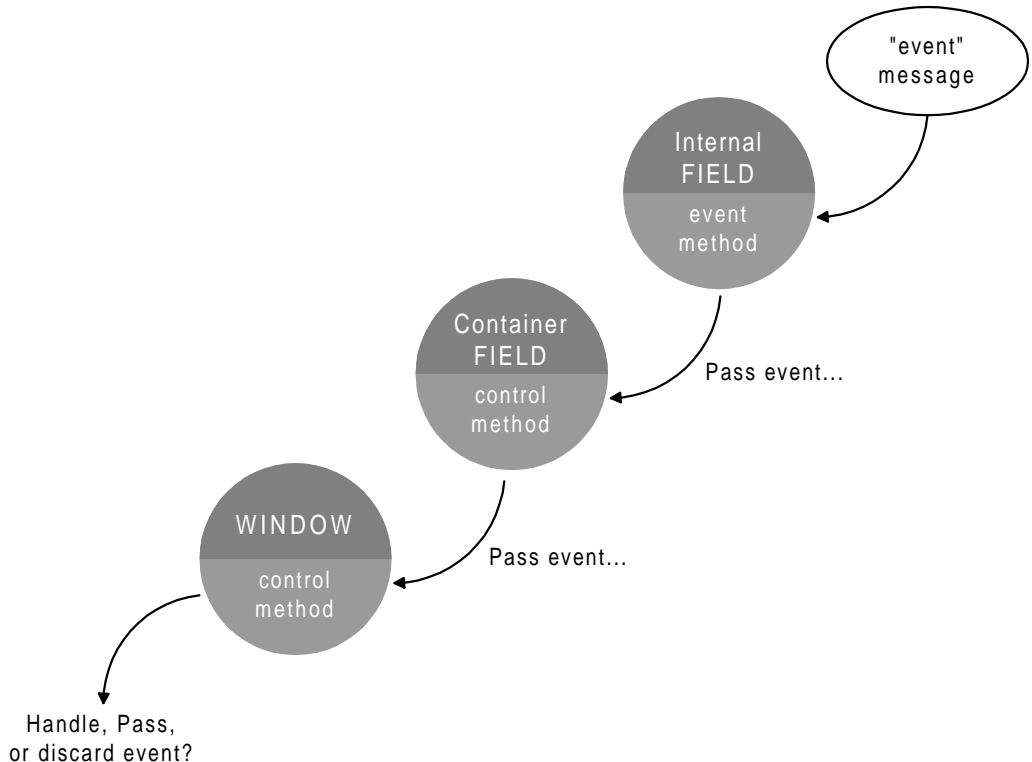 "event"
message
Internal
FIELD
event
method
Container
FIELD
control
method
Pass event...
WINDOW
control
method
Pass event...
Handle, Pass,
or discard event?